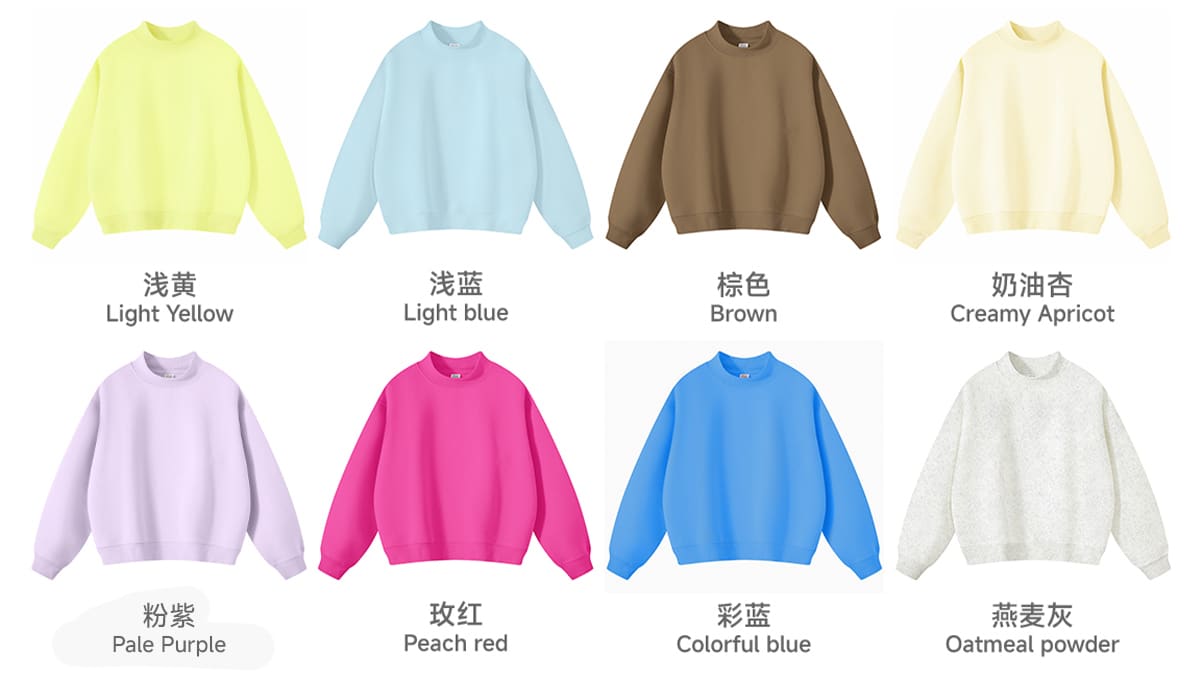 浅黄
Light Yellow
浅蓝
Light blue
棕色
Brown
奶油杏
Creamy Apricot
粉紫
Pale Purple
玫红
Peach red
彩蓝
Colorful blue
燕麦灰
Oatmeal powder